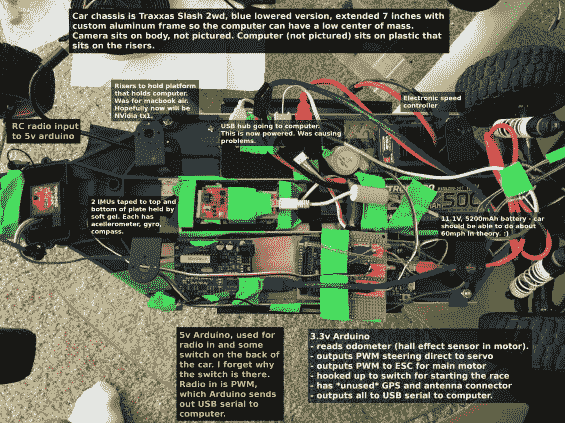 Car chassis is Traxxas Slash 2wd, blue lowered version, extended 7 inches with
custom aluminum frame so the computer can have a low center of mass.
Camera sits on body, not pictured. Computer (not pictured) sits on plastic that
sits on the risers.
Risers to hold platform
that holds computer.
Was for macbook air.
Hopefully now will be
NVidia tx1.
Electronic speed
controller
RC radio input
to 5v arduino
USB hub going to computer.
This is now powered. Was causing
problems.
2 IMUs taped to top and
bottom of plate held by
soft gel. Each has
acellerometer, gyro,
compass.
11.1V, 5200mAh battery - car
should be able to do about
60mph in theory. :)
5v Arduino, used for
radio in and some
switch on the back of
the car. I forget why
the switch is there.
Radio in is PWM,
which Arduino sends
out USB serial to
computer.
3.3v Arduino
- reads odometer (hall effect sensor in motor).
- outputs PWM steering direct to servo
- outputs PWM to ESC for main motor
- hooked up to switch for starting the race
- has *unused* GPS and antenna connector
- outputs all to USB serial to computer.